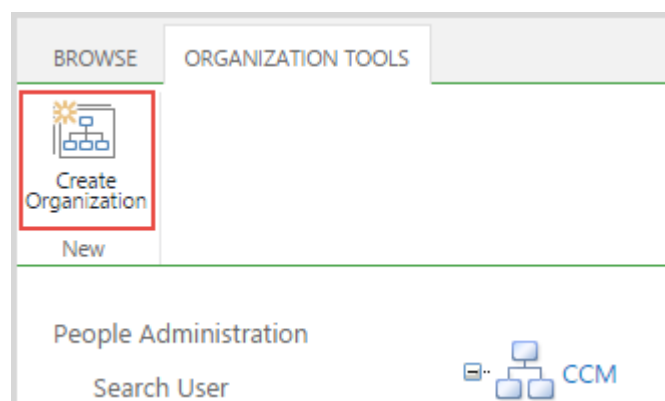 BROWSE ORGANIZATION TOOLS
Create
Organization
New
People Administration
CCM
Search User